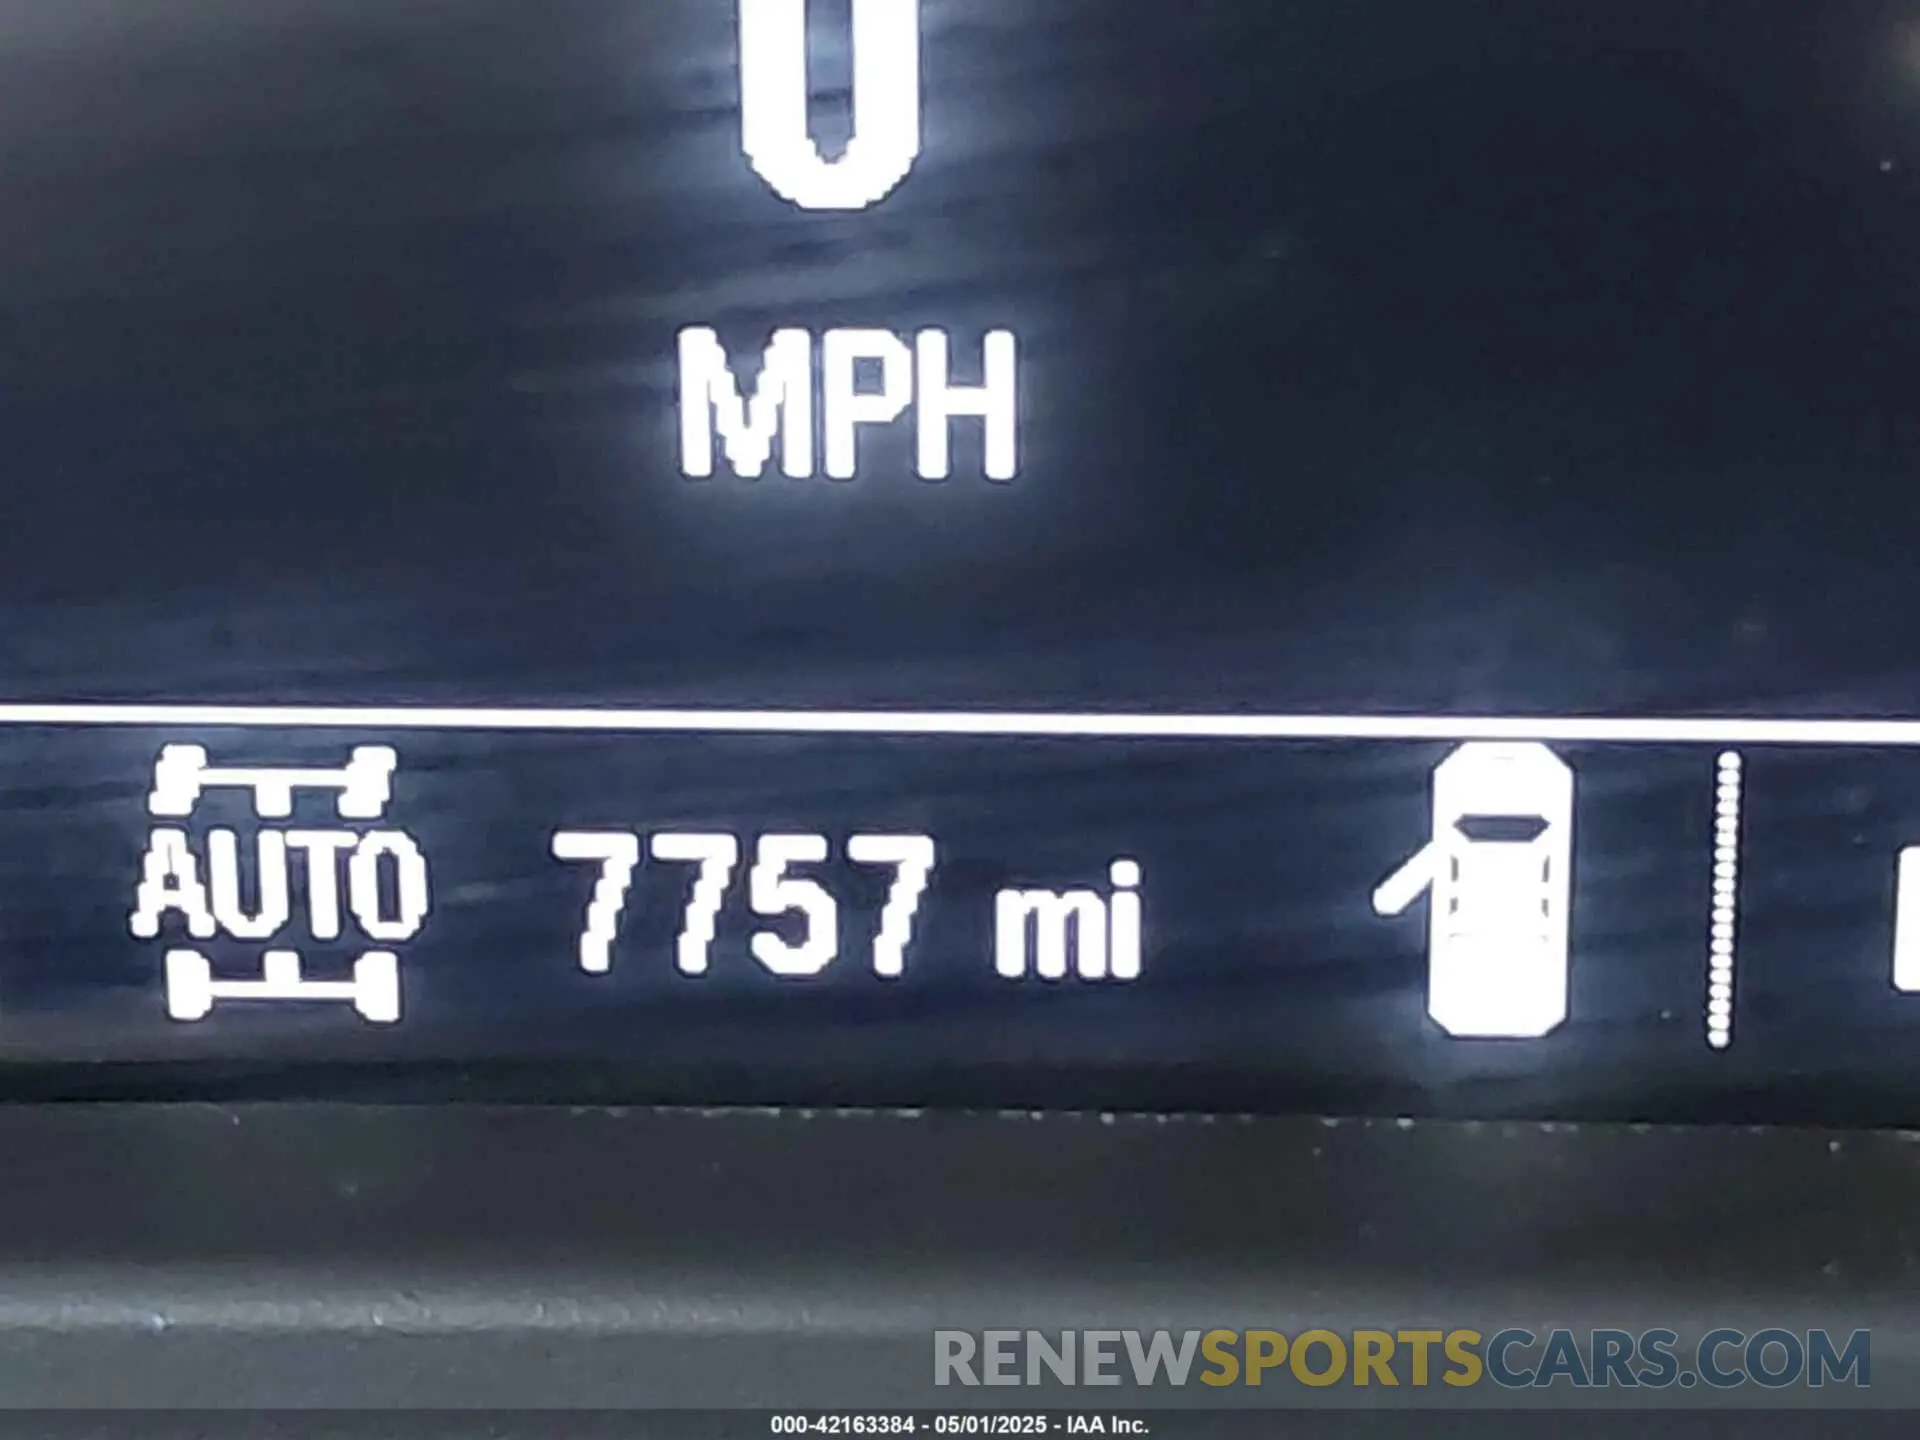 0
MPH
AUTO
7757 mi
RENEWSPORTSCARS.COM
000-42163384 - 05/01/2025 - IAA Inc.